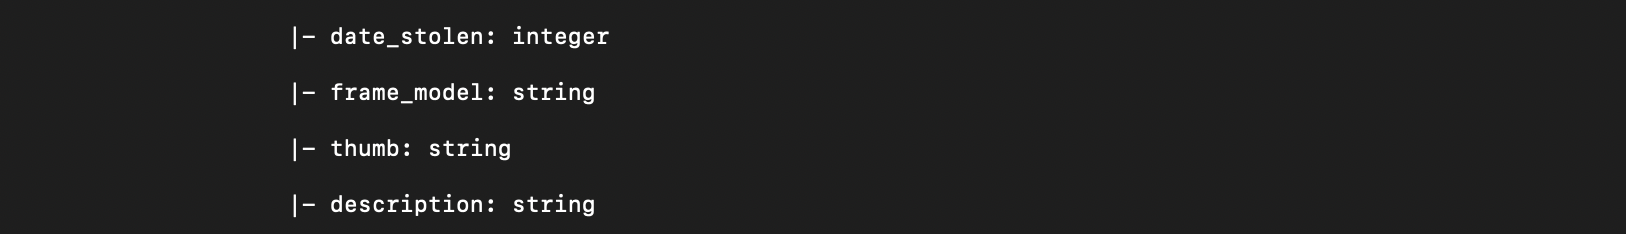 |- date_stolen: integer
|- frame_model: string
|- thumb: string
|- description: string